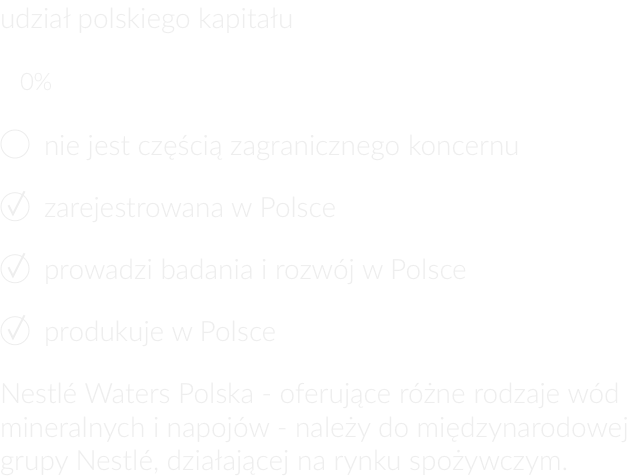 udział polskiego kapitału
0%
nie jest częścią zagranicznego koncernu
zarejestrowana w Polsce
prowadzi badania i rozwój w Polsce
produkuje w Polsce
Nestlé Waters Polska - oferujące różne rodzaje wód
mineralnych i napojów - należy do międzynarodowej
grupy Nestlé, działającej na rynku spożywczym.